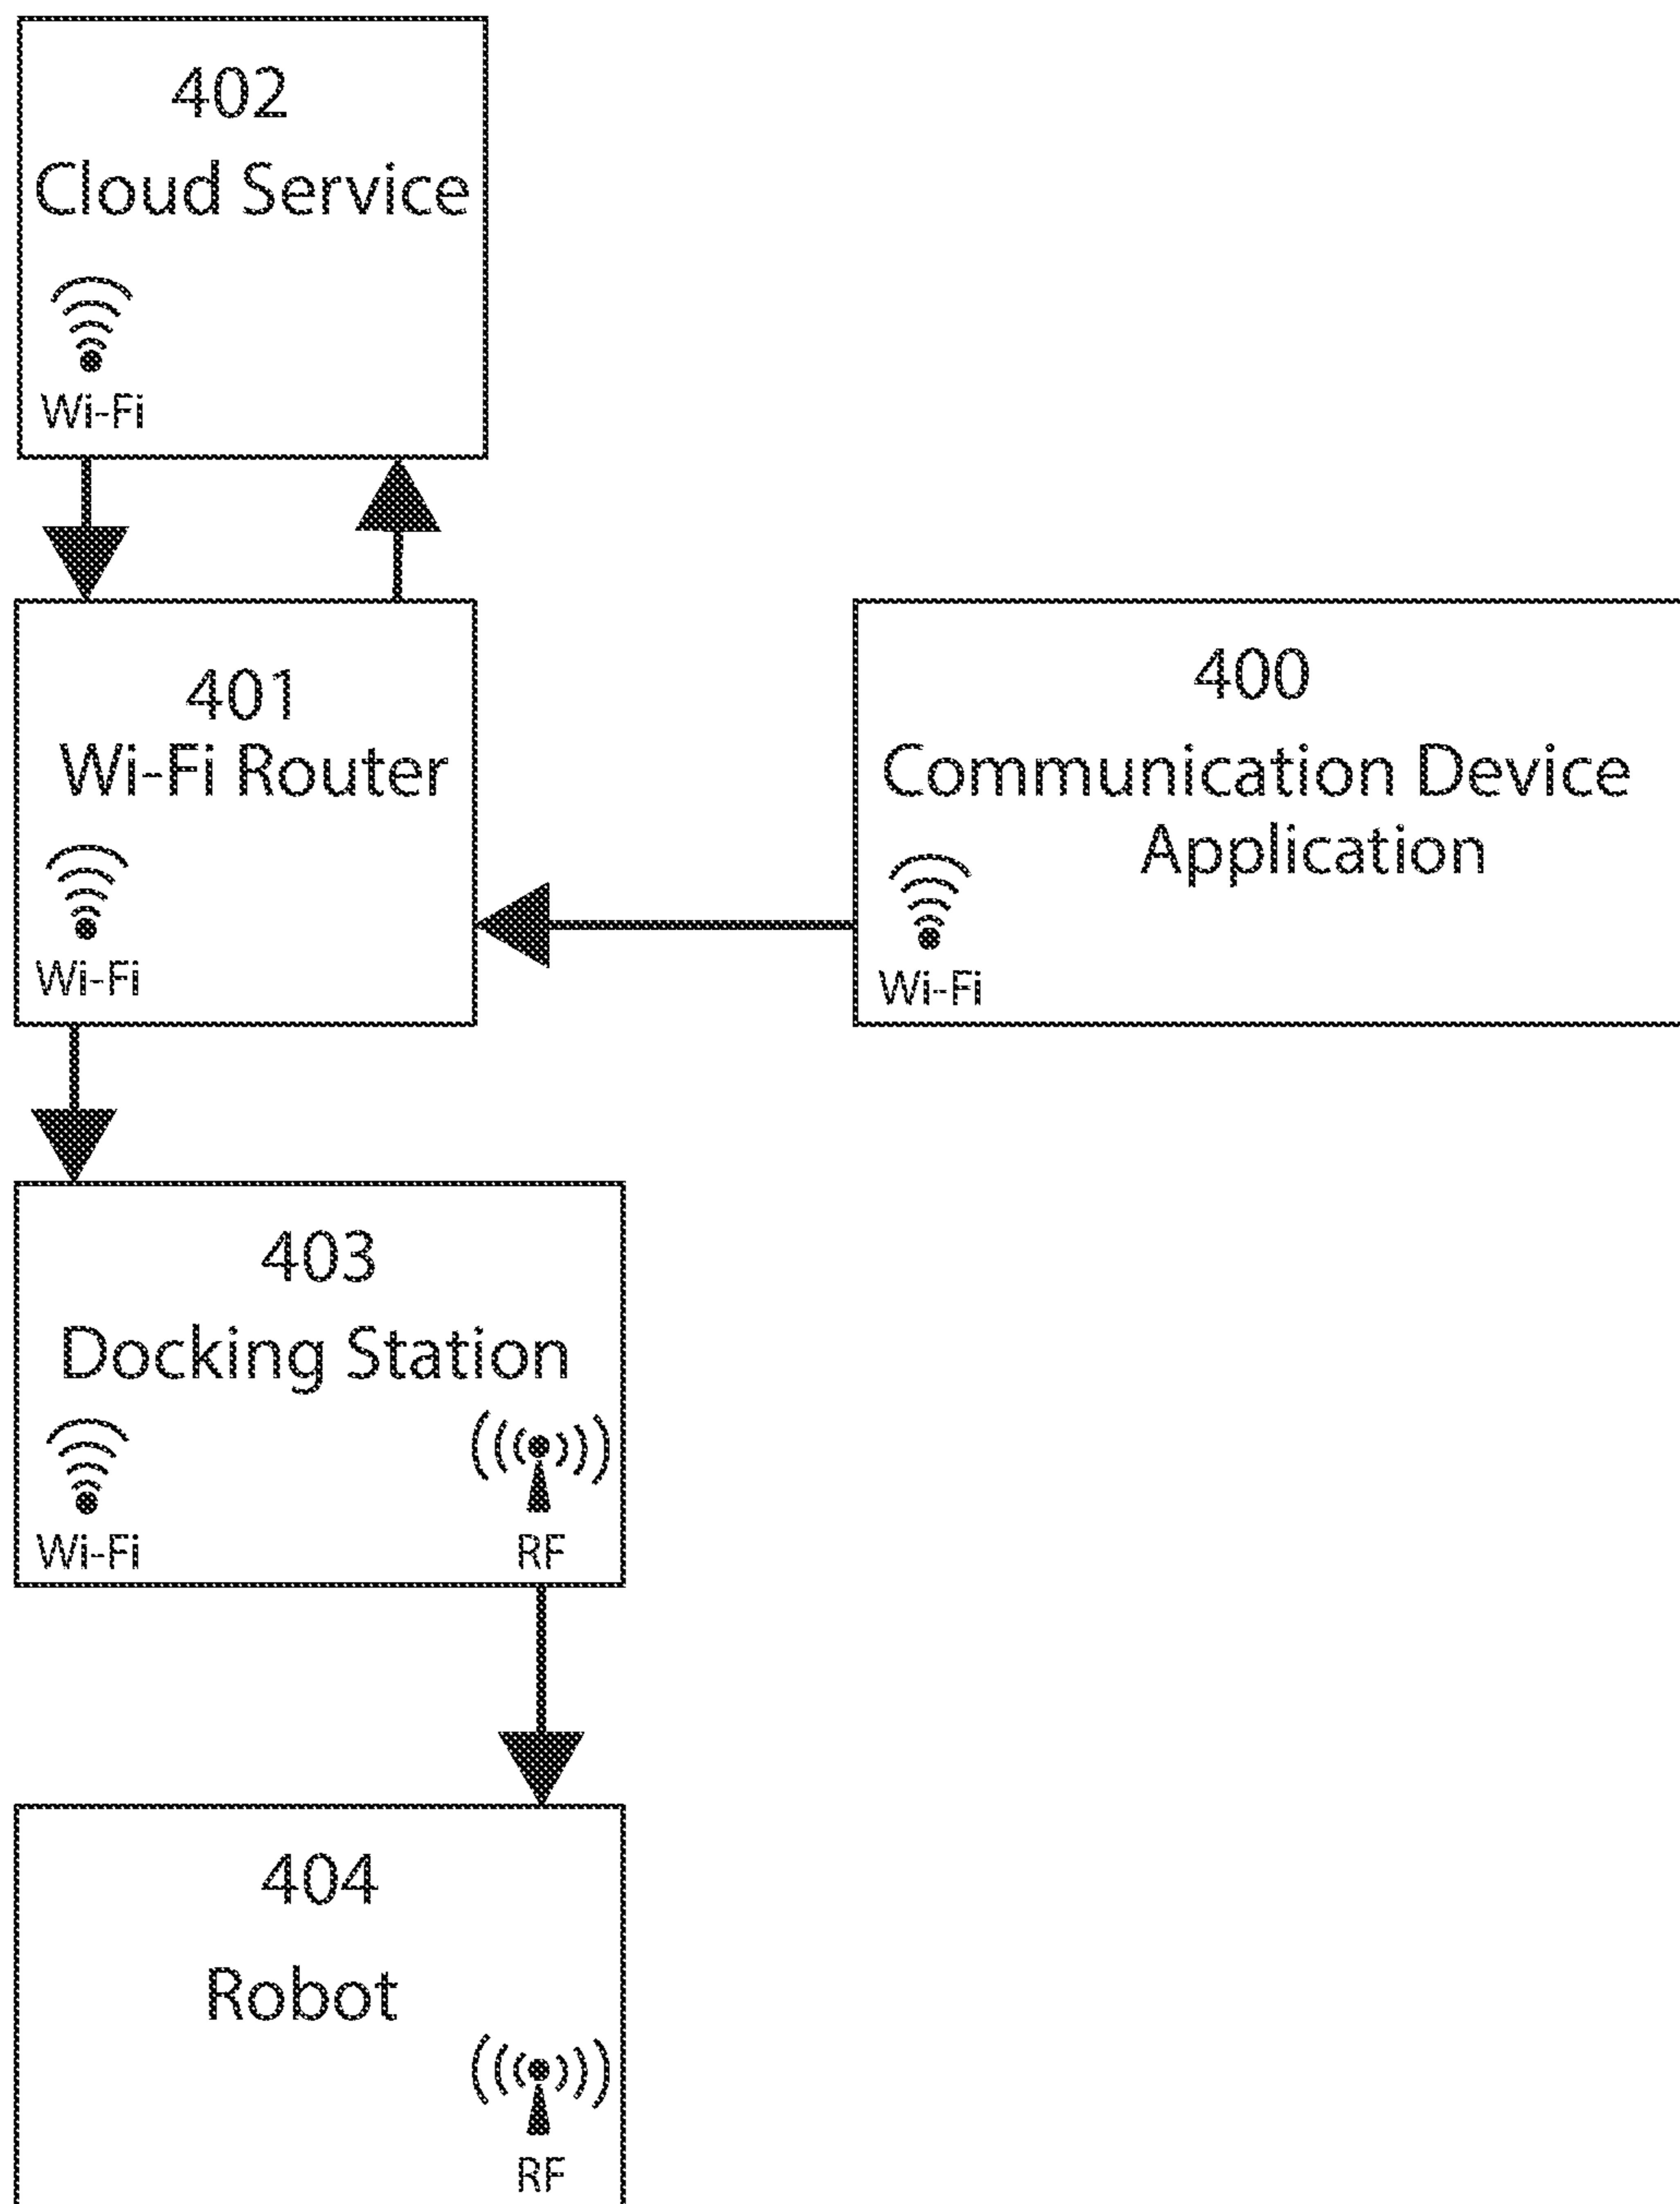 402
Cloud Service
Wi-Fi
401
Wi-Fi Router
Wi-Fi
400
Communication Device
Application
Wi-Fi
403
Docking Station
Wi-Fi
RF
404
Robot
RF